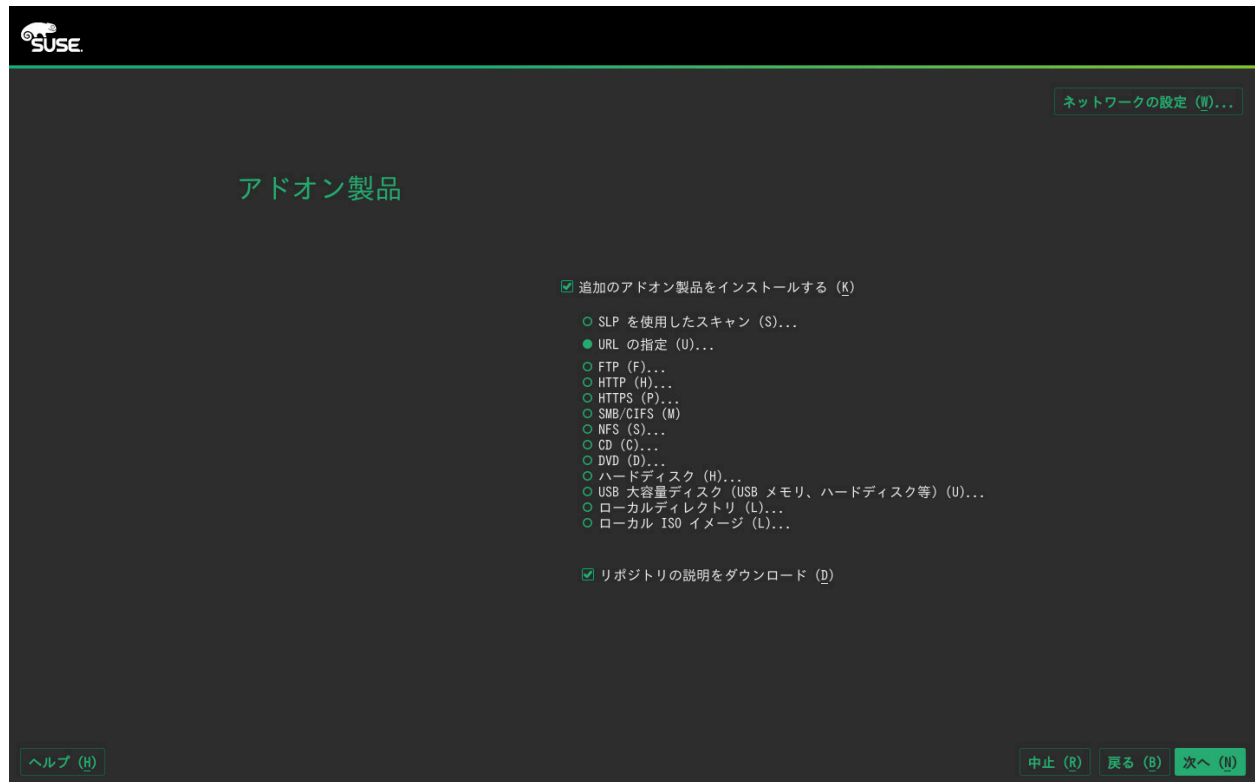 SUSE.
ネットワークの設定 (W)...
アドオン製品
追加のアドオン製品をインストールする (K)
SLP を使用したスキャン (S)...
URL の指定 (U)...
FTP (F)...
HTTP (H)...
HTTPS (P)...
SMB/CIFS (M)
NFS (S)...
CD (C)...
DVD (D)...
ハードディスク (H)...
USB 大容量ディスク (USB メモリ、ハードディスク等) (U)...
ローカルディレクトリ (L)...
ローカル ISO イメージ (L)...
リポジトリの説明をダウンロード (D)
ヘルプ (H) 中止 (R) 戻る (B) 次へ (N)